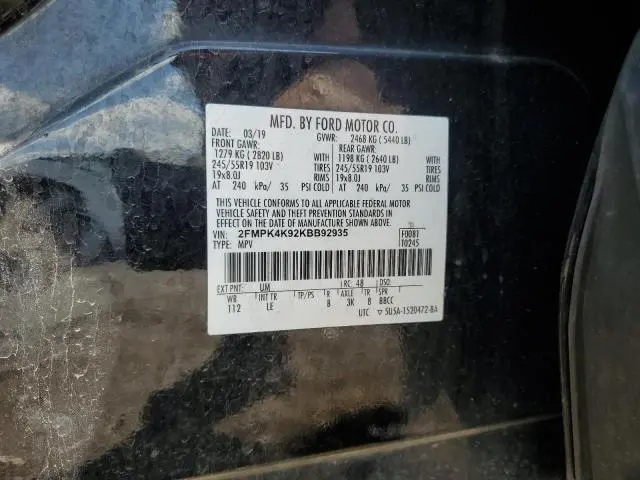 MFD. BY FORD MOTOR CO.
DATE: 03/19 GVWR: 2468 KG ( 5440 LB)
FRONT GAWR: REAR GAWR:
1279 KG ( 2820 LB) WITH 1198 KG ( 2640 LB) WITH
245/55R19 103V TIRES 245/55R19 103V TIRES
19x8.0J RIMS 19x8.0J RIMS
AT 240 kPa/ 35 PSI COLD AT 240 kPa/ 35 PSI COLD
THIS VEHICLE CONFORMS TO ALL APPLICABLE FEDERAL MOTOR
VEHICLE SAFETY AND THEFT PREVENTION STANDARDS IN
EFFECT ON THE DATE OF MANUFACTURE SHOWN ABOVE.
VIN: 2FMPK4K92KBB92935 F0081
TYPE: MPV T0245
EXT PNT: UM RC: 48 DSO:
WB INT TR TP/PS R AXLE TR SPR
112 LE 8 3K 8 BBCC
UTC ▽ 5U5A-1520472-BA